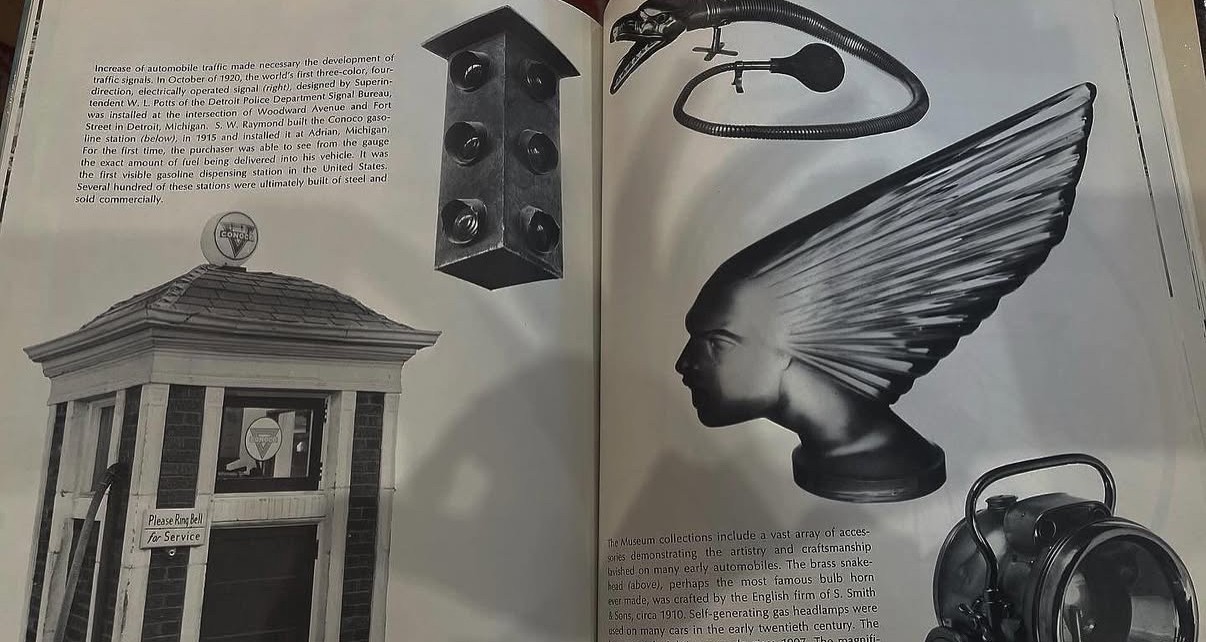 Increase of automobile traffic made necessary the development of
traffic signals. In October of 1920, the world's first three-color, four-
direction, electrically operated signal (right), designed by Superin-
tendent W. L. Potts of the Detroit Police Department Signal Bureau,
was installed at the intersection of Woodward Avenue and Fort
Street in Detroit, Michigan. S. W. Raymond built the Conoco gaso-
line station (below), in 1915 and installed it at Adrian, Michigan.
For the first time, the purchaser was able to see from the gauge
the exact amount of fuel being delivered into his vehicle. It was
the first visible gasoline dispensing station in the United States.
Several hundred of these stations were ultimately built of steel and
sold commercially.
CONOCO
CONOCO
Please Ring Bell
for Service
The Museum collections include a vast array of acces-
sories demonstrating the artistry and craftsmanship
lavished on many early automobiles. The brass snake-
head (above), perhaps the most famous bulb horn
ever made, was crafted by the English firm of S. Smith
& Sons, circa 1910. Self-generating gas headlamps were
used on many cars in the early twentieth century. The
1907. The magnifi-